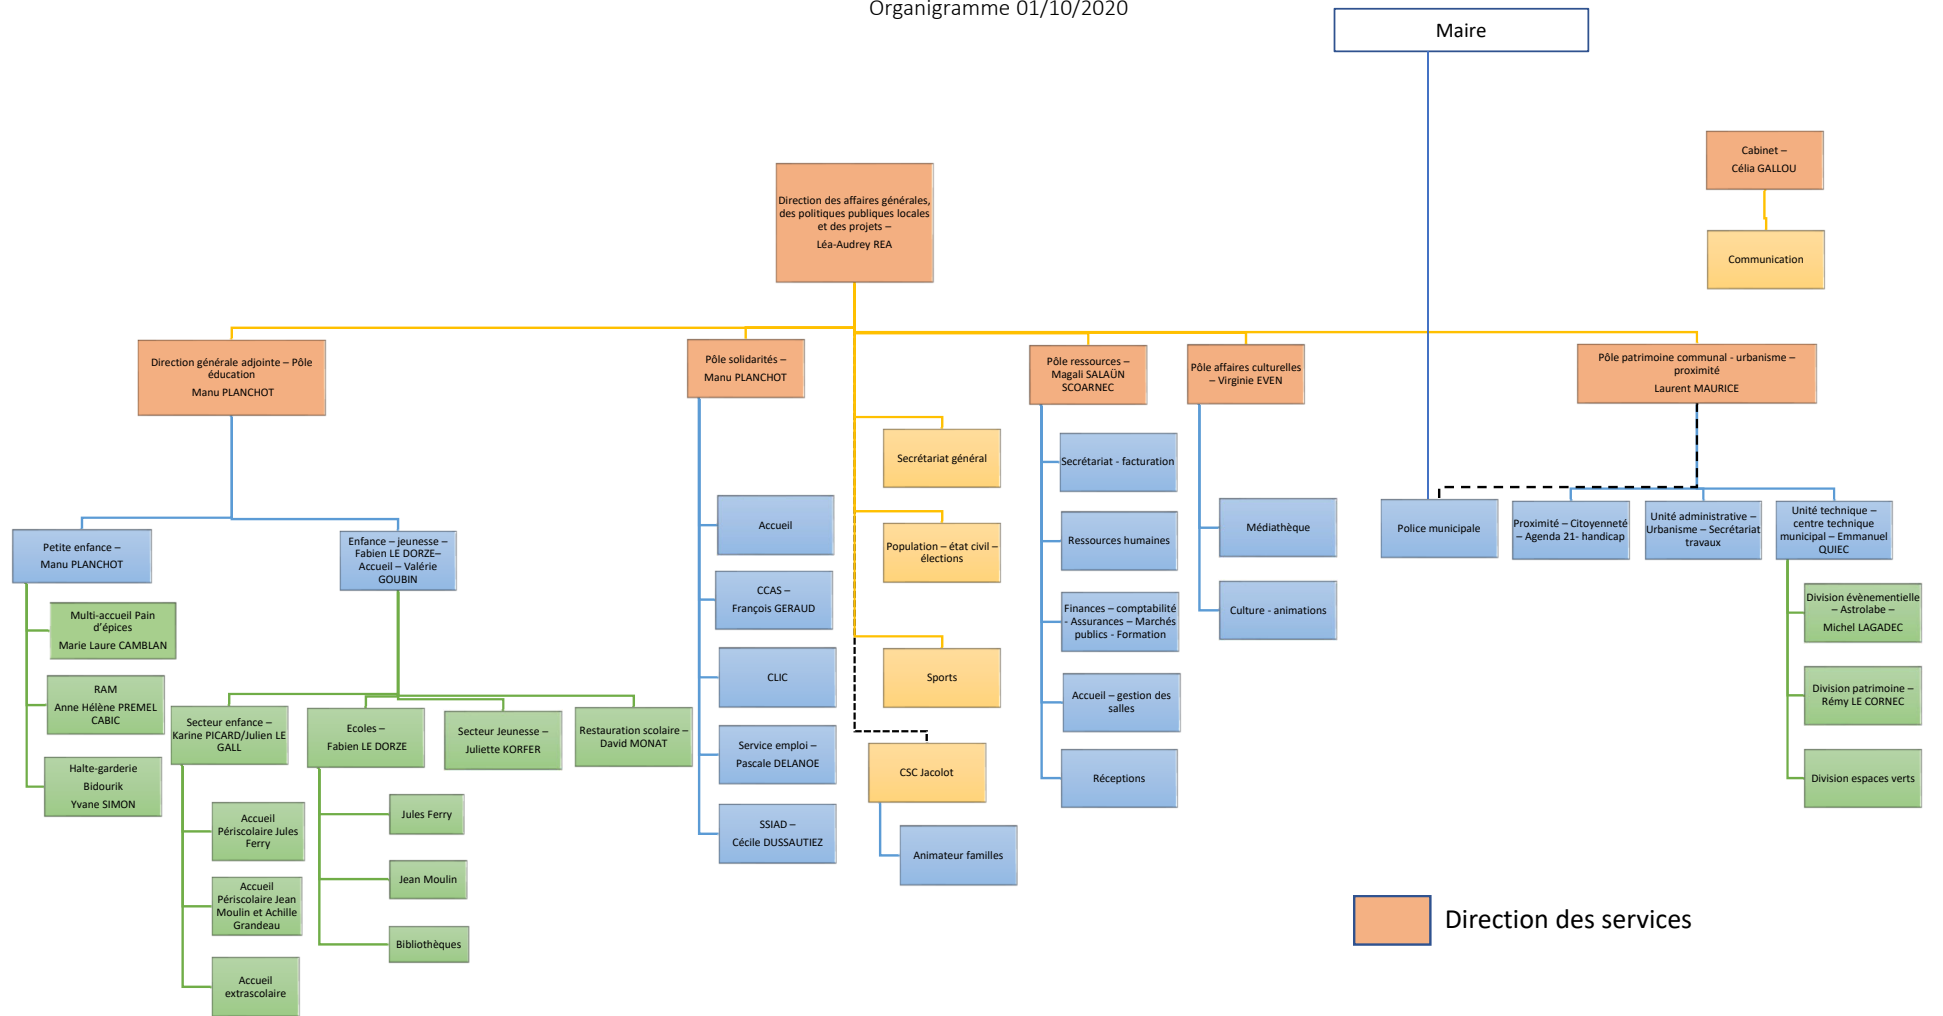 Organigramme 01/10/2020
Maire
Cabinet –
Célia GALLOU
Communication
Direction des affaires générales,
des politiques publiques locales
et des projets –
Léa-Audrey REA
Direction générale adjointe – Pôle
éducation
Manu PLANCHOT
Pôle solidarités –
Manu PLANCHOT
Pôle ressources –
Magali SALAÜN
SCOARNEC
Pôle affaires culturelles
– Virginie EVEN
Pôle patrimoine communal - urbanisme –
proximité
Laurent MAURICE
Petite enfance –
Manu PLANCHOT
Multi-accueil Pain
d'épices
Marie Laure CAMBLAN
RAM
Anne Hélène PREMEL
CABIC
Halte-garderie
Bidourik
Yvane SIMON
Enfance – jeunesse –
Fabien LE DORZE–
Accueil – Valérie
GOUBIN
Secteur enfance –
Karine PICARD/Julien LE
GALL
Accueil
Périscolaire Jules
Ferry
Accueil
Périscolaire Jean
Moulin et Achille
Grandeau
Accueil
extrascolaire
Ecoles –
Fabien LE DORZE
Jules Ferry
Jean Moulin
Bibliothèques
Secteur Jeunesse –
Juliette KORFER
Restauration scolaire –
David MONAT
Accueil
CCAS –
François GERAUD
CLIC
Service emploi –
Pascale DELANOE
SSIAD –
Cécile DUSSAUTIEZ
Secrétariat général
Population – état civil –
élections
Sports
CSC Jacolot
Animateur familles
Secrétariat - facturation
Ressources humaines
Finances – comptabilité
- Assurances – Marchés
publics - Formation
Accueil – gestion des
salles
Réceptions
Médiathèque
Culture - animations
Police municipale
Proximité – Citoyenneté
– Agenda 21- handicap
Unité administrative –
Urbanisme – Secrétariat
travaux
Unité technique –
centre technique
municipal – Emmanuel
QUIEC
Division évènementielle
– Astrolabe –
Michel LAGADEC
Division patrimoine –
Rémy LE CORNEC
Division espaces verts
Direction des services